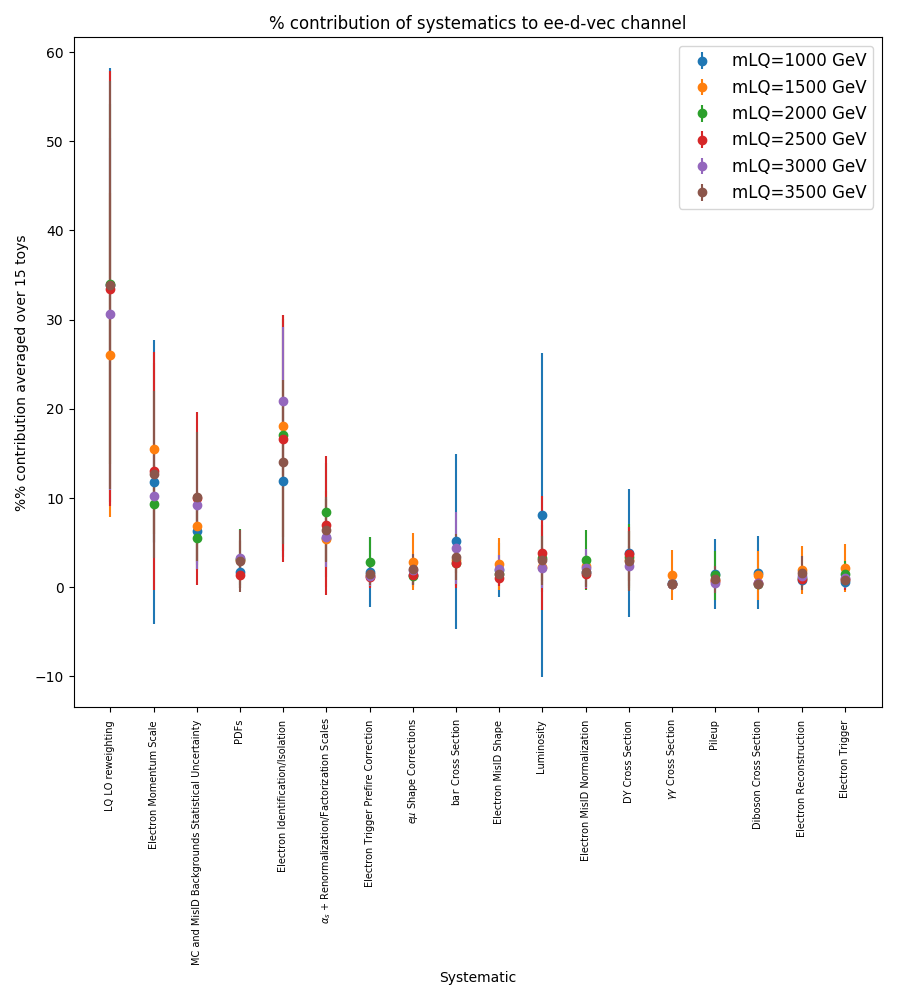 % contribution of systematics to ee-d-vec channel
mLQ=1000 GeV
mLQ=1500 GeV
mLQ=2000 GeV
mLQ=2500 GeV
mLQ=3000 GeV
mLQ=3500 GeV
%% contribution averaged over 15 toys
60
50
40
30
20
10
0
−10
LQ LO reweighting
Electron Momentum Scale
MC and MisID Backgrounds Statistical Uncertainty
PDFs
Electron Identification/Isolation
αs + Renormalization/Factorization Scales
Electron Trigger Prefire Correction
eμ Shape Corrections
bar Cross Section
Electron MisID Shape
Luminosity
Electron MisID Normalization
DY Cross Section
γγ Cross Section
Pileup
Diboson Cross Section
Electron Reconstruction
Electron Trigger
Systematic